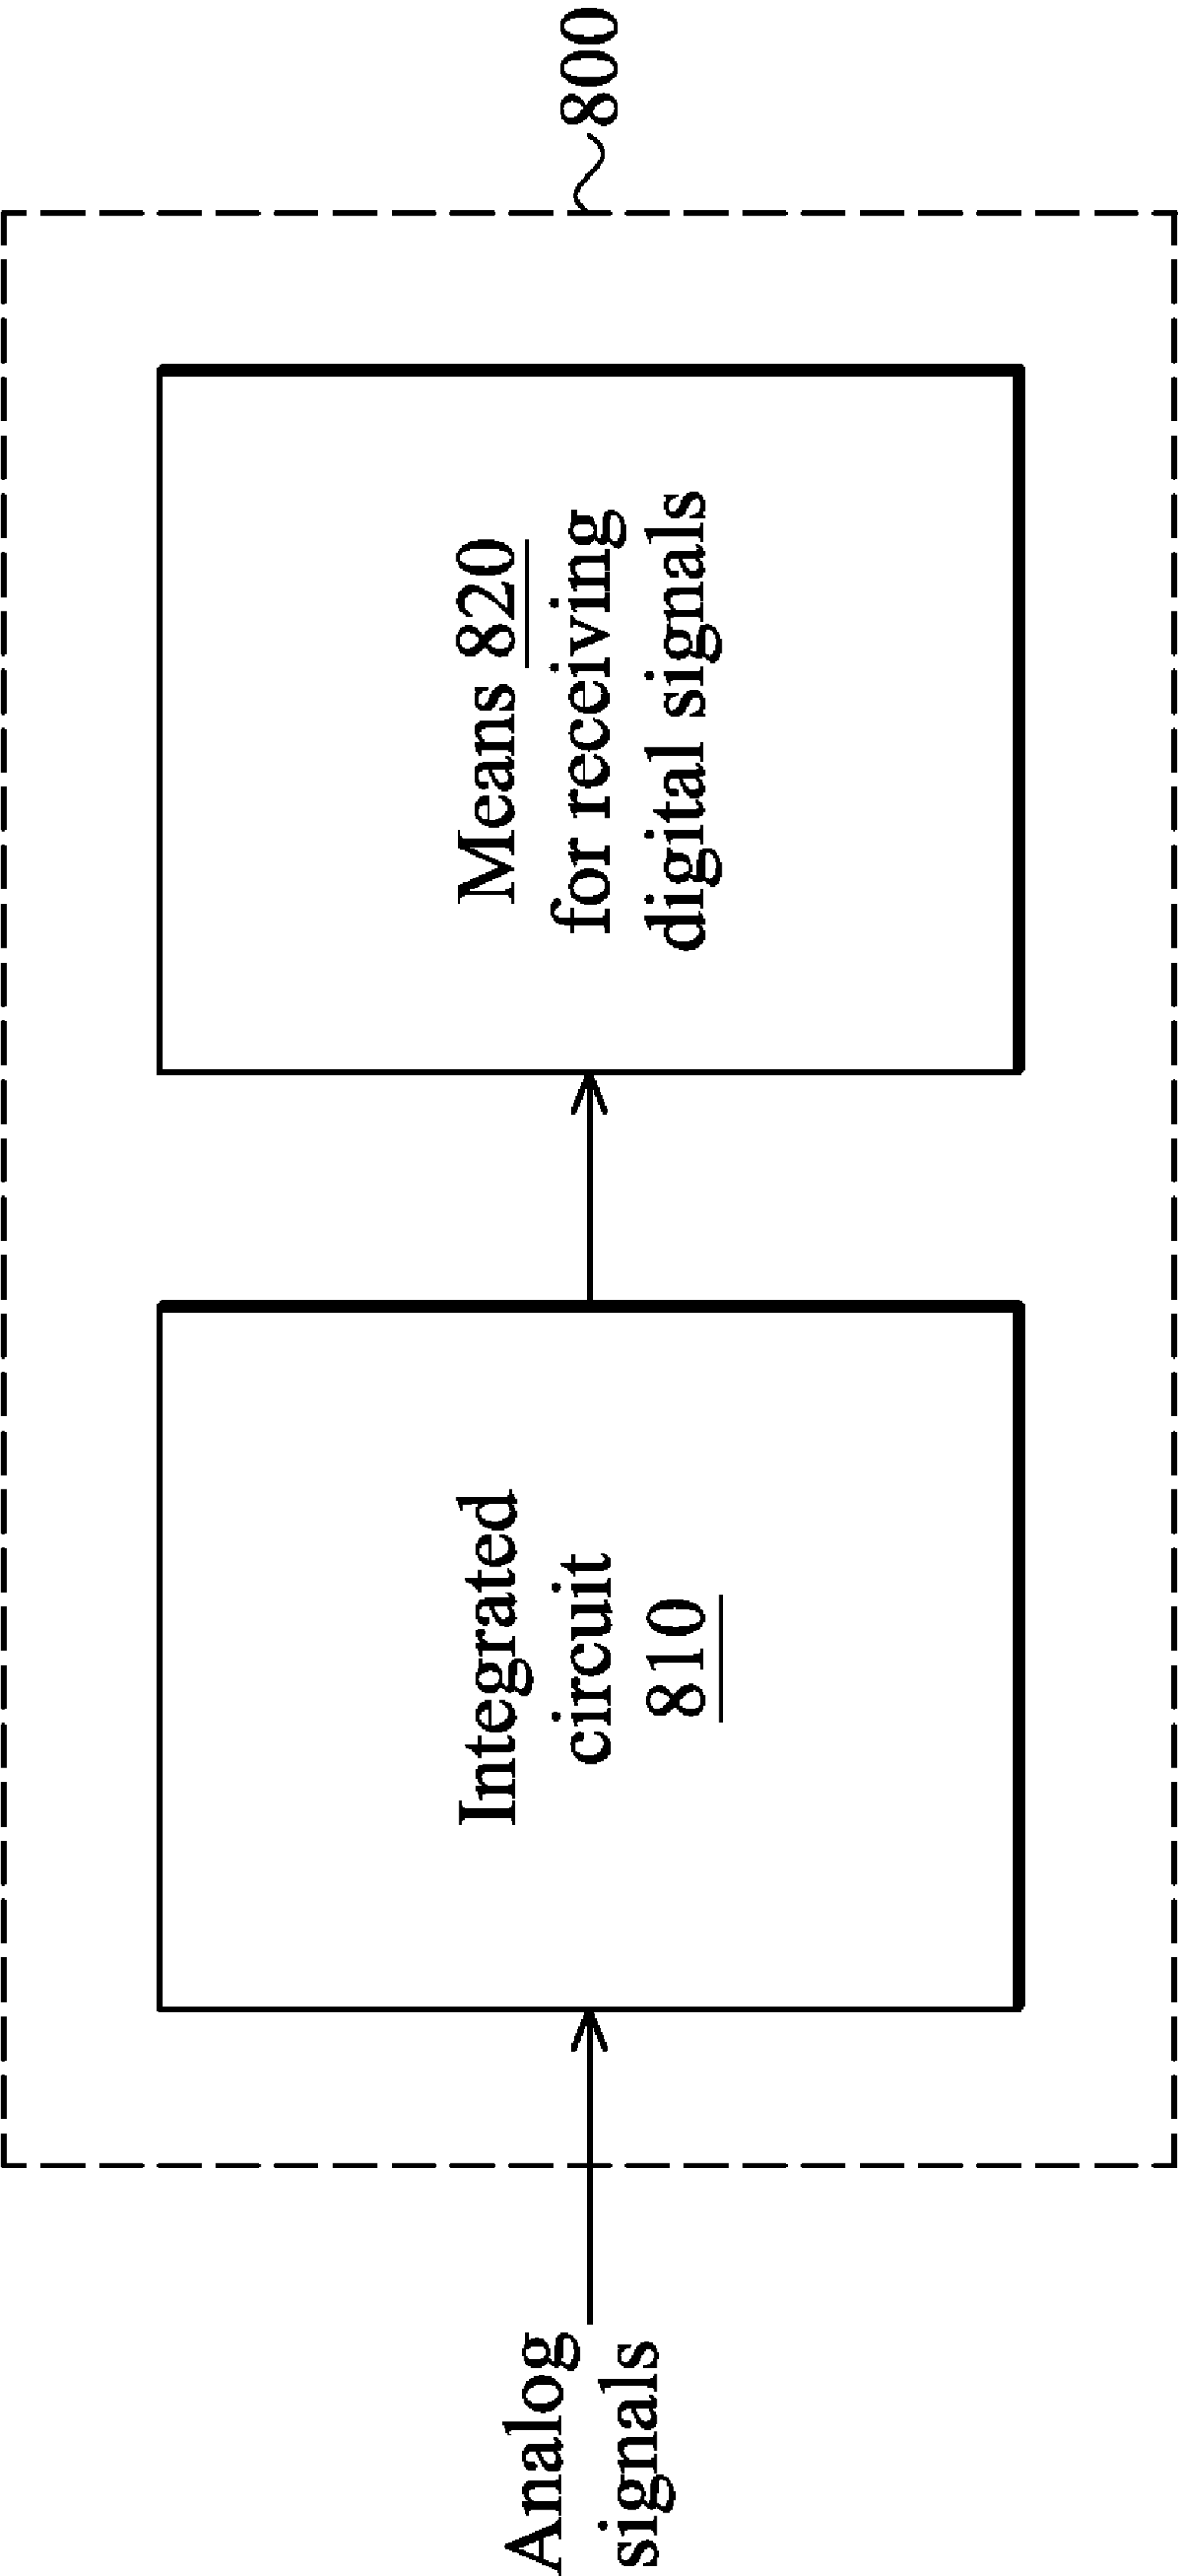 Analog
signals
Integrated
circuit
810
Means 820
for receiving
digital signals
800